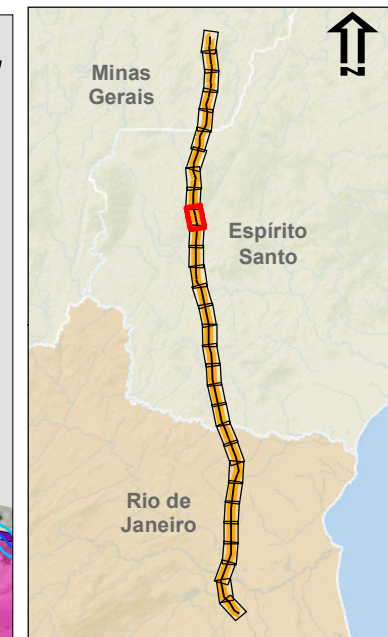 Minas
Gerais
Espírito
Santo
Rio de
Janeiro
N